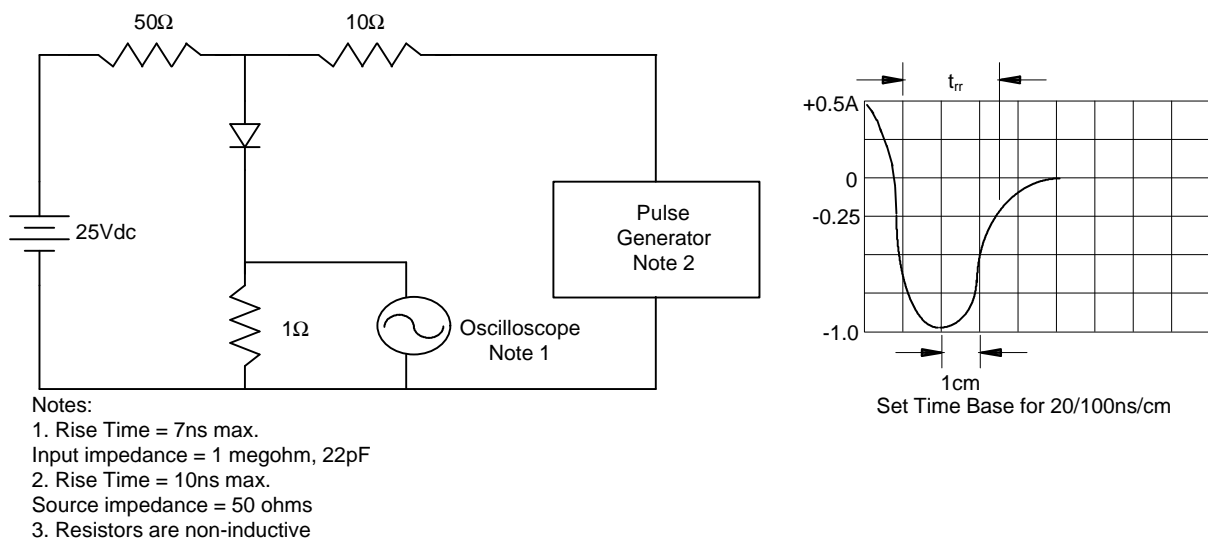 50Ω
10Ω
25Vdc
1Ω
Oscilloscope
Note 1
Pulse
Generator
Note 2
trr
+0.5A
0
-0.25
-1.0
1cm
Set Time Base for 20/100ns/cm
Notes:
1. Rise Time = 7ns max.
Input impedance = 1 megohm, 22pF
2. Rise Time = 10ns max.
Source impedance = 50 ohms
3. Resistors are non-inductive